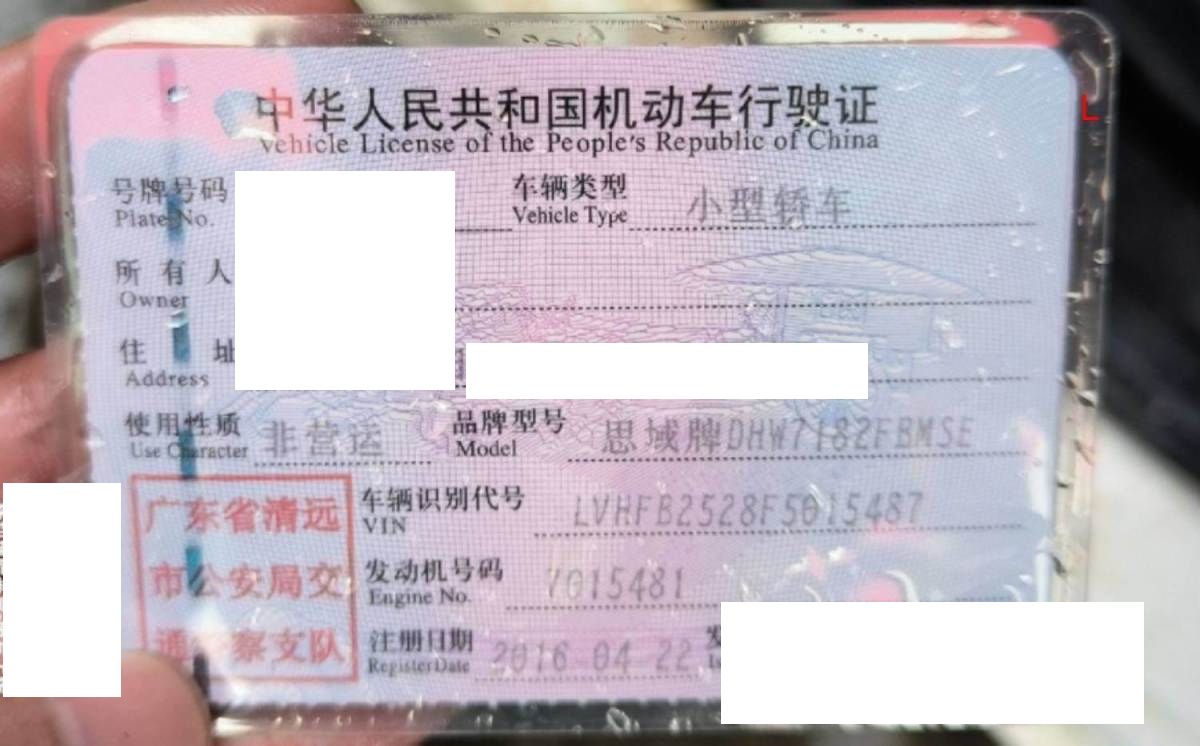 中华人民共和国机动车行驶证
Vehicle License of the People's Republic of China
号牌号码 车辆类型 小型轿车
Plate No. Vehicle Type
所有人
Owner
住址
Address
使用性质 非营运 品牌型号 思域牌DHW7182FBMSE
Use Character Model
广东省清远
市公安局交
通警察支队
车辆识别代号 LVHFB2528F5015487
VIN
发动机号码 7015481
Engine No.
注册日期 2016-04-22 发
Register Date
L